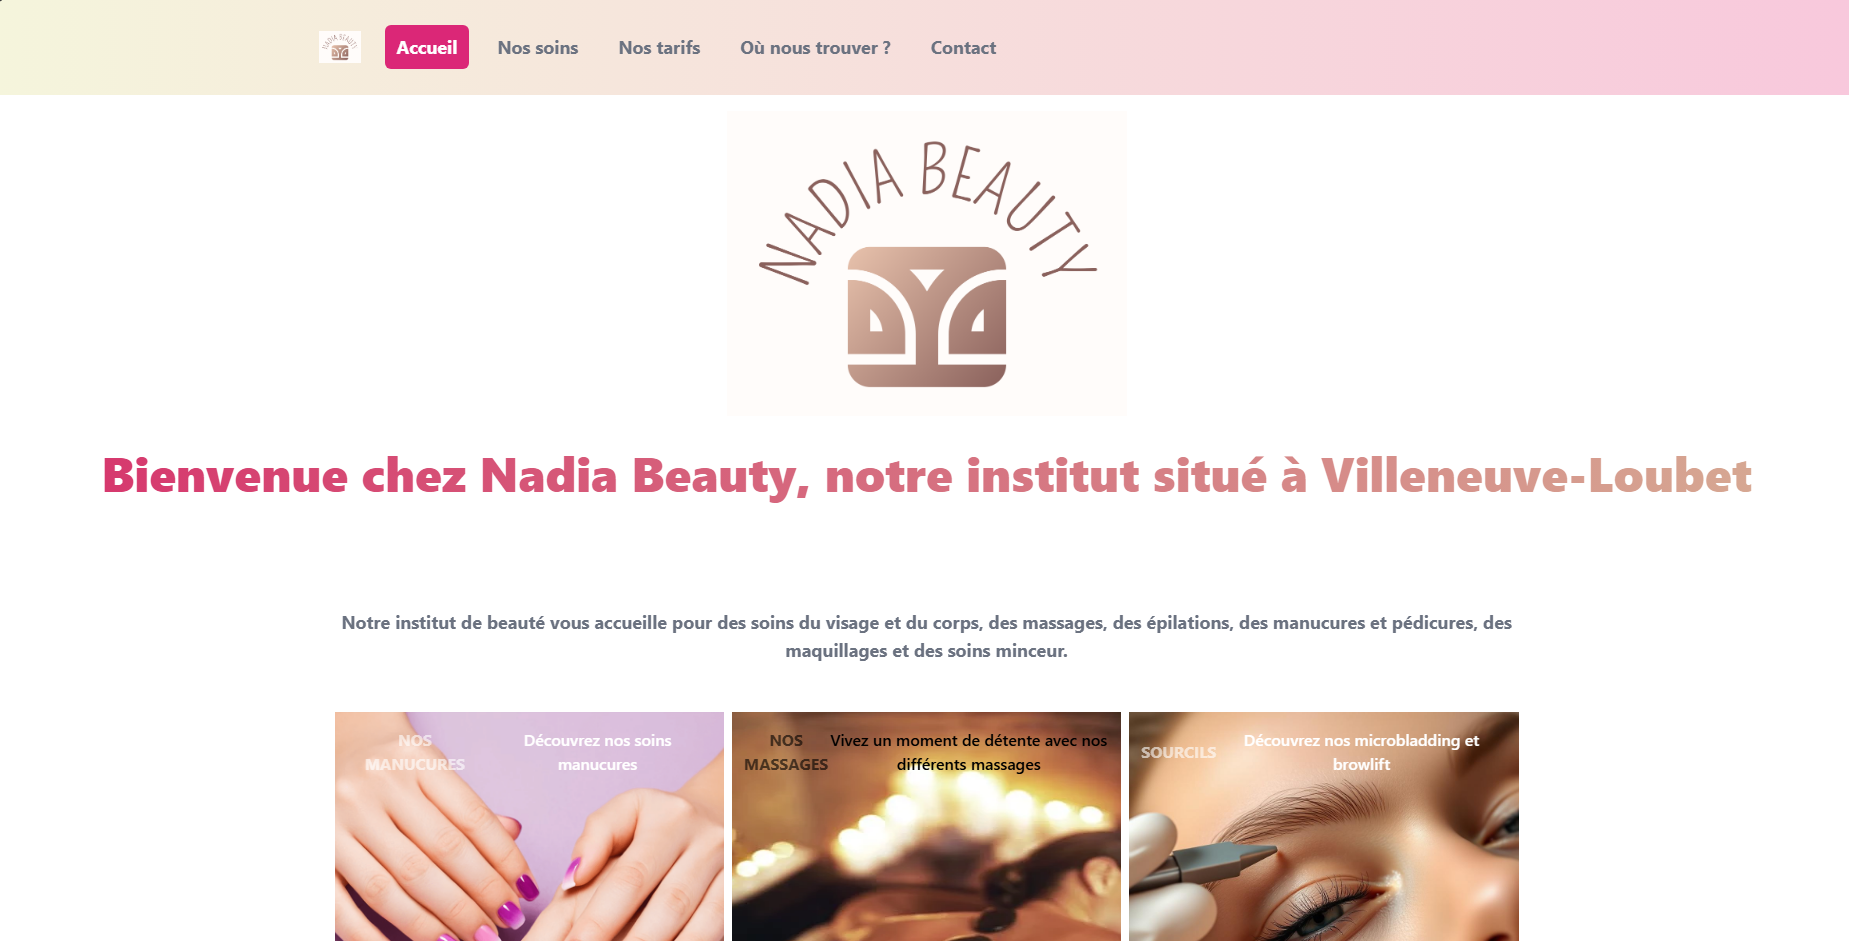 NADIA BEAUTY
Accueil
Nos soins
Nos tarifs
Où nous trouver ?
Contact
NADIA BEAUTY
Bienvenue chez Nadia Beauty, notre institut situé à Villeneuve-Loubet
Notre institut de beauté vous accueille pour des soins du visage et du corps, des massages, des épilations, des manucures et pédicures, des
maquillages et des soins minceur.
NOS
MANUCURES
Découvrez nos soins
manucures
NOS
MASSAGES
Vivez un moment de détente avec nos
différents massages
SOURCILS
Découvrez nos microblading et
browlift